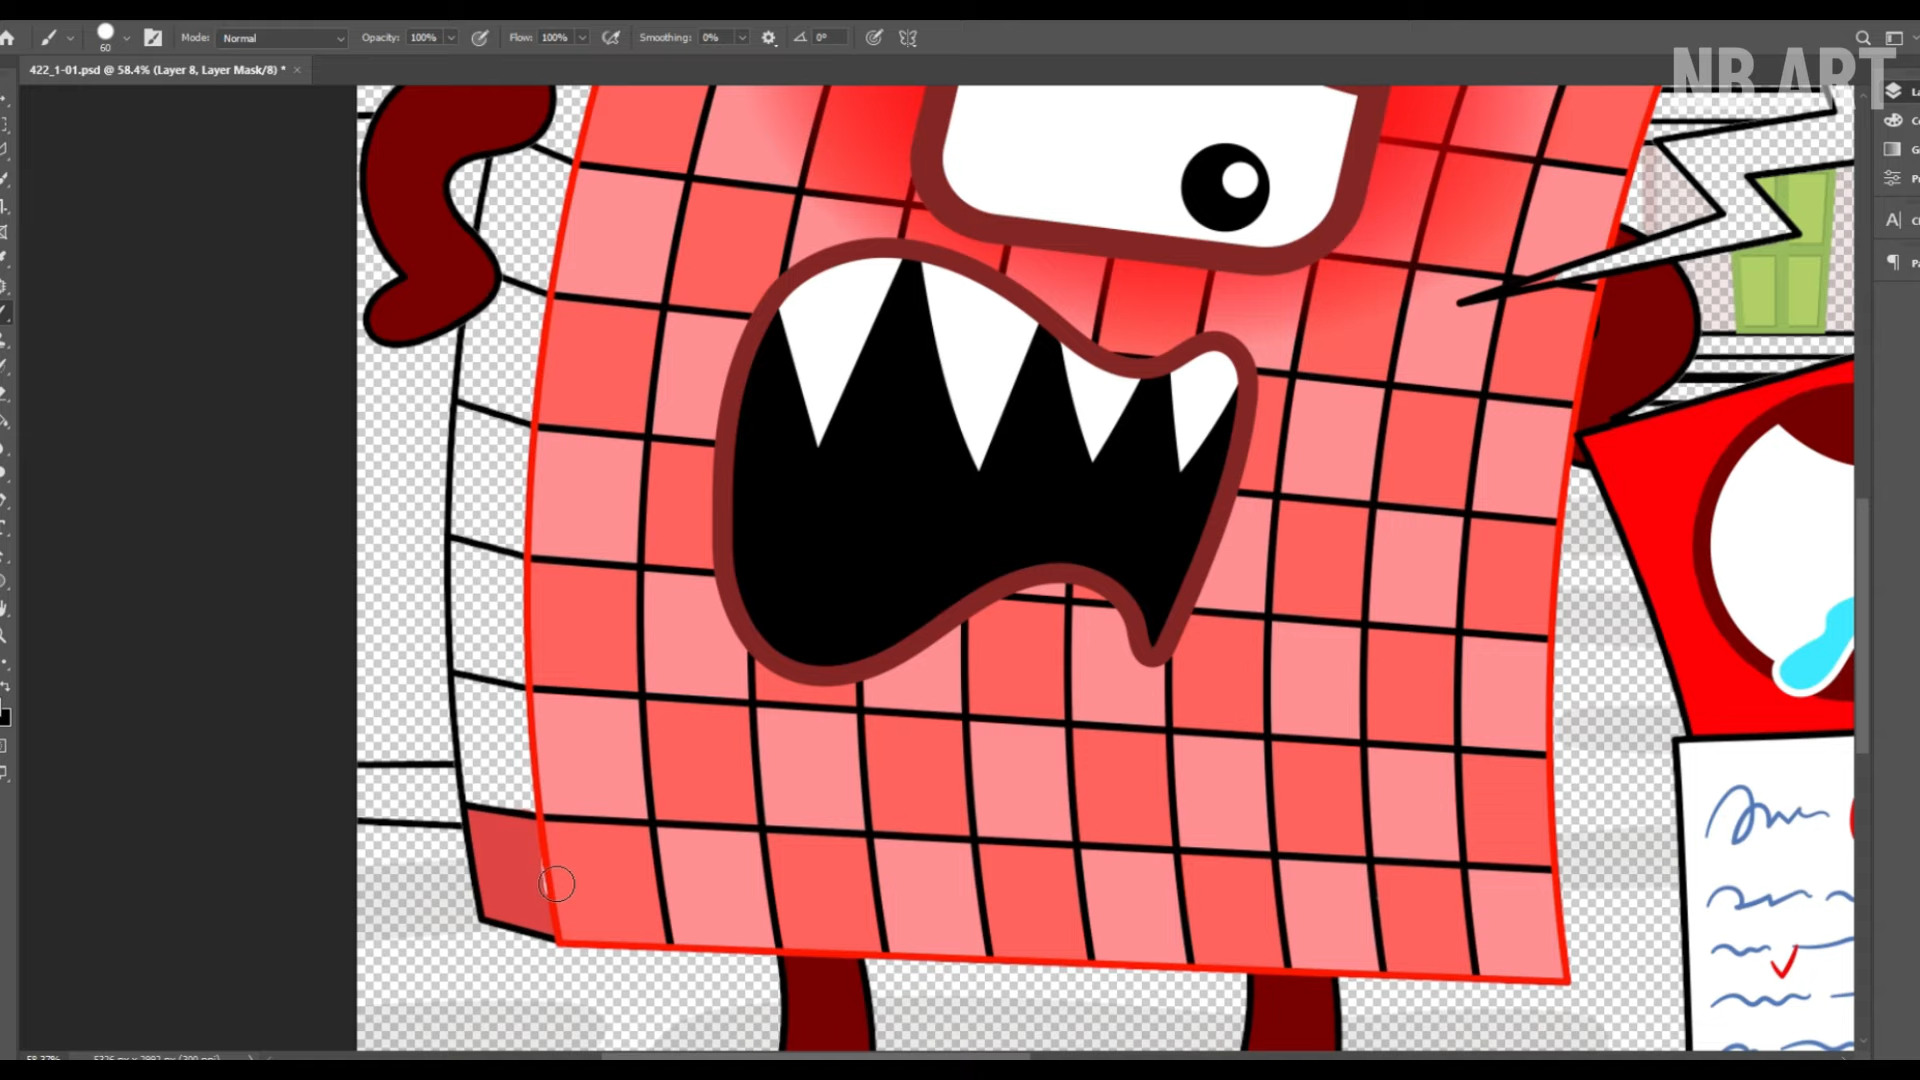 Mode: Normal Opacity: 100% Flow: 100% Smoothing: 0% 0°
60
NB ART
422_1-01.psd @ 58.4% (Layer 8, Layer Mask/8) *